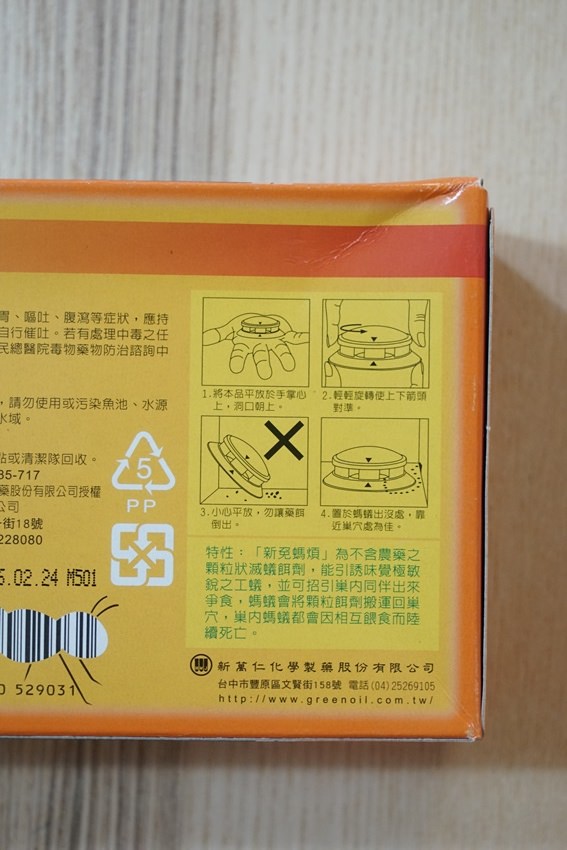 胃、嘔吐、腹瀉等症狀，應持
自行催吐。若有處理中毒之任
民總醫院毒物藥物防治諮詢中
，請勿使用或污染魚池、水源
水域。
點或清潔隊回收。
35-717
藥股份有限公司授權
公司
街18號
228080
5
PP
.02.24 M501
529031
1.將本品平放於手掌心
上，洞口朝上。
2.輕輕旋轉使上下箭頭
對準。
3.小心平放，勿讓藥餌
倒出。
4.置於螞蟻出沒處，靠
近巢穴處為佳。
特性：「新免螞煩」為不含農藥之
顆粒狀滅蟻餌劑，能引誘味覺極敏
銳之工蟻，並可招引巢內同伴出來
爭食，螞蟻會將顆粒餌劑搬運回巢
穴，巢內螞蟻都會因相互餵食而陸
續死亡。
新萬仁化學製藥股份有限公司
台中市豐原區文賢街158號 電話(04)25269105
http://www.greenoil.com.tw/